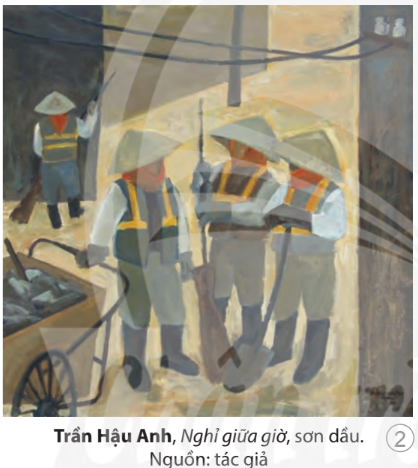 Trần Hậu Anh, Nghỉ giữa giờ, sơn dầu.
Nguồn: tác giả
2